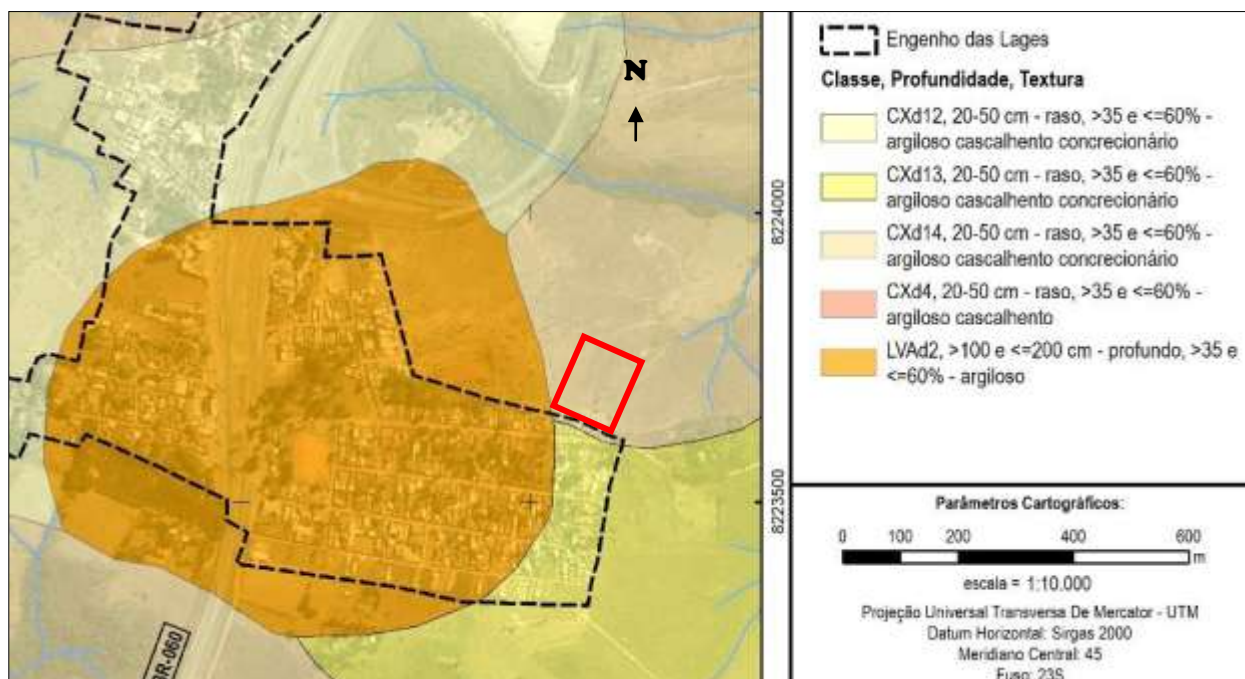 N
8224000
8223500
BR-060
Engenho das Lages
Classe, Profundidade, Textura
CXd12, 20-50 cm - raso, >35 e <=60% -
argiloso cascalhento concrecionário
CXd13, 20-50 cm - raso, >35 e <=60% -
argiloso cascalhento concrecionário
CXd14, 20-50 cm - raso, >35 e <=60% -
argiloso cascalhento concrecionário
CXd4, 20-50 cm - raso, >35 e <=60% -
argiloso cascalhento
LVAd2, >100 e <=200 cm - profundo, >35 e
<=60% - argiloso
Parâmetros Cartográficos:
0 100 200 400 600
m
escala = 1:10.000
Projeção Universal Transversa De Mercator - UTM
Datum Horizontal: Sirgas 2000
Meridiano Central: 45
Fuso: 23S